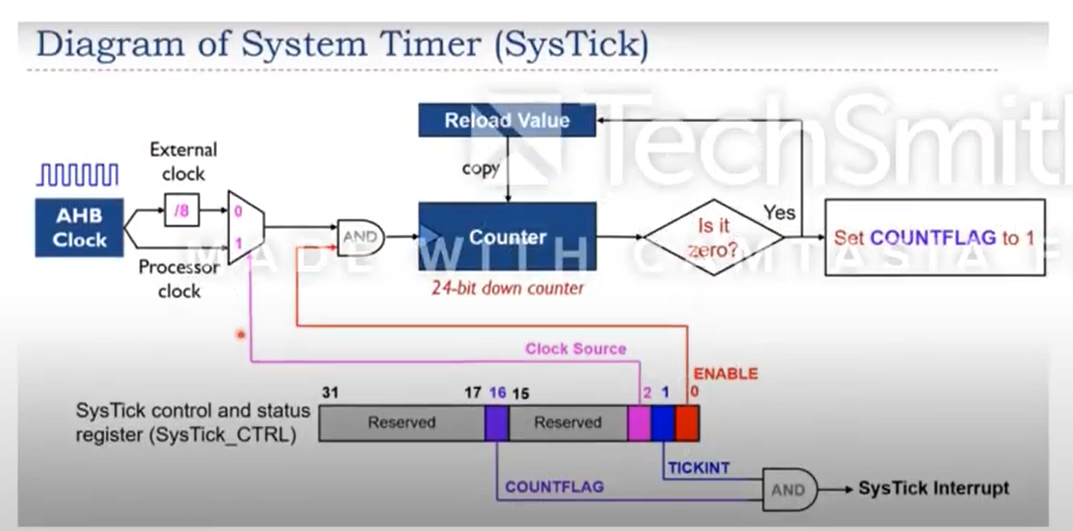 Diagram of System Timer (SysTick)
TechSmith
Reload Value
External
clock
copy
AHB
Clock
/8
0
1
AND
Counter
Is it
zero?
Yes
Set COUNTFLAG to 1
MADE WITH CAMTASIA F
Processor
clock
24-bit down counter
Clock Source
ENABLE
31 17 16 15 2 1 0
SysTick control and status
register (SysTick_CTRL)
Reserved
Reserved
TICKINT
COUNTFLAG
AND
SysTick Interrupt